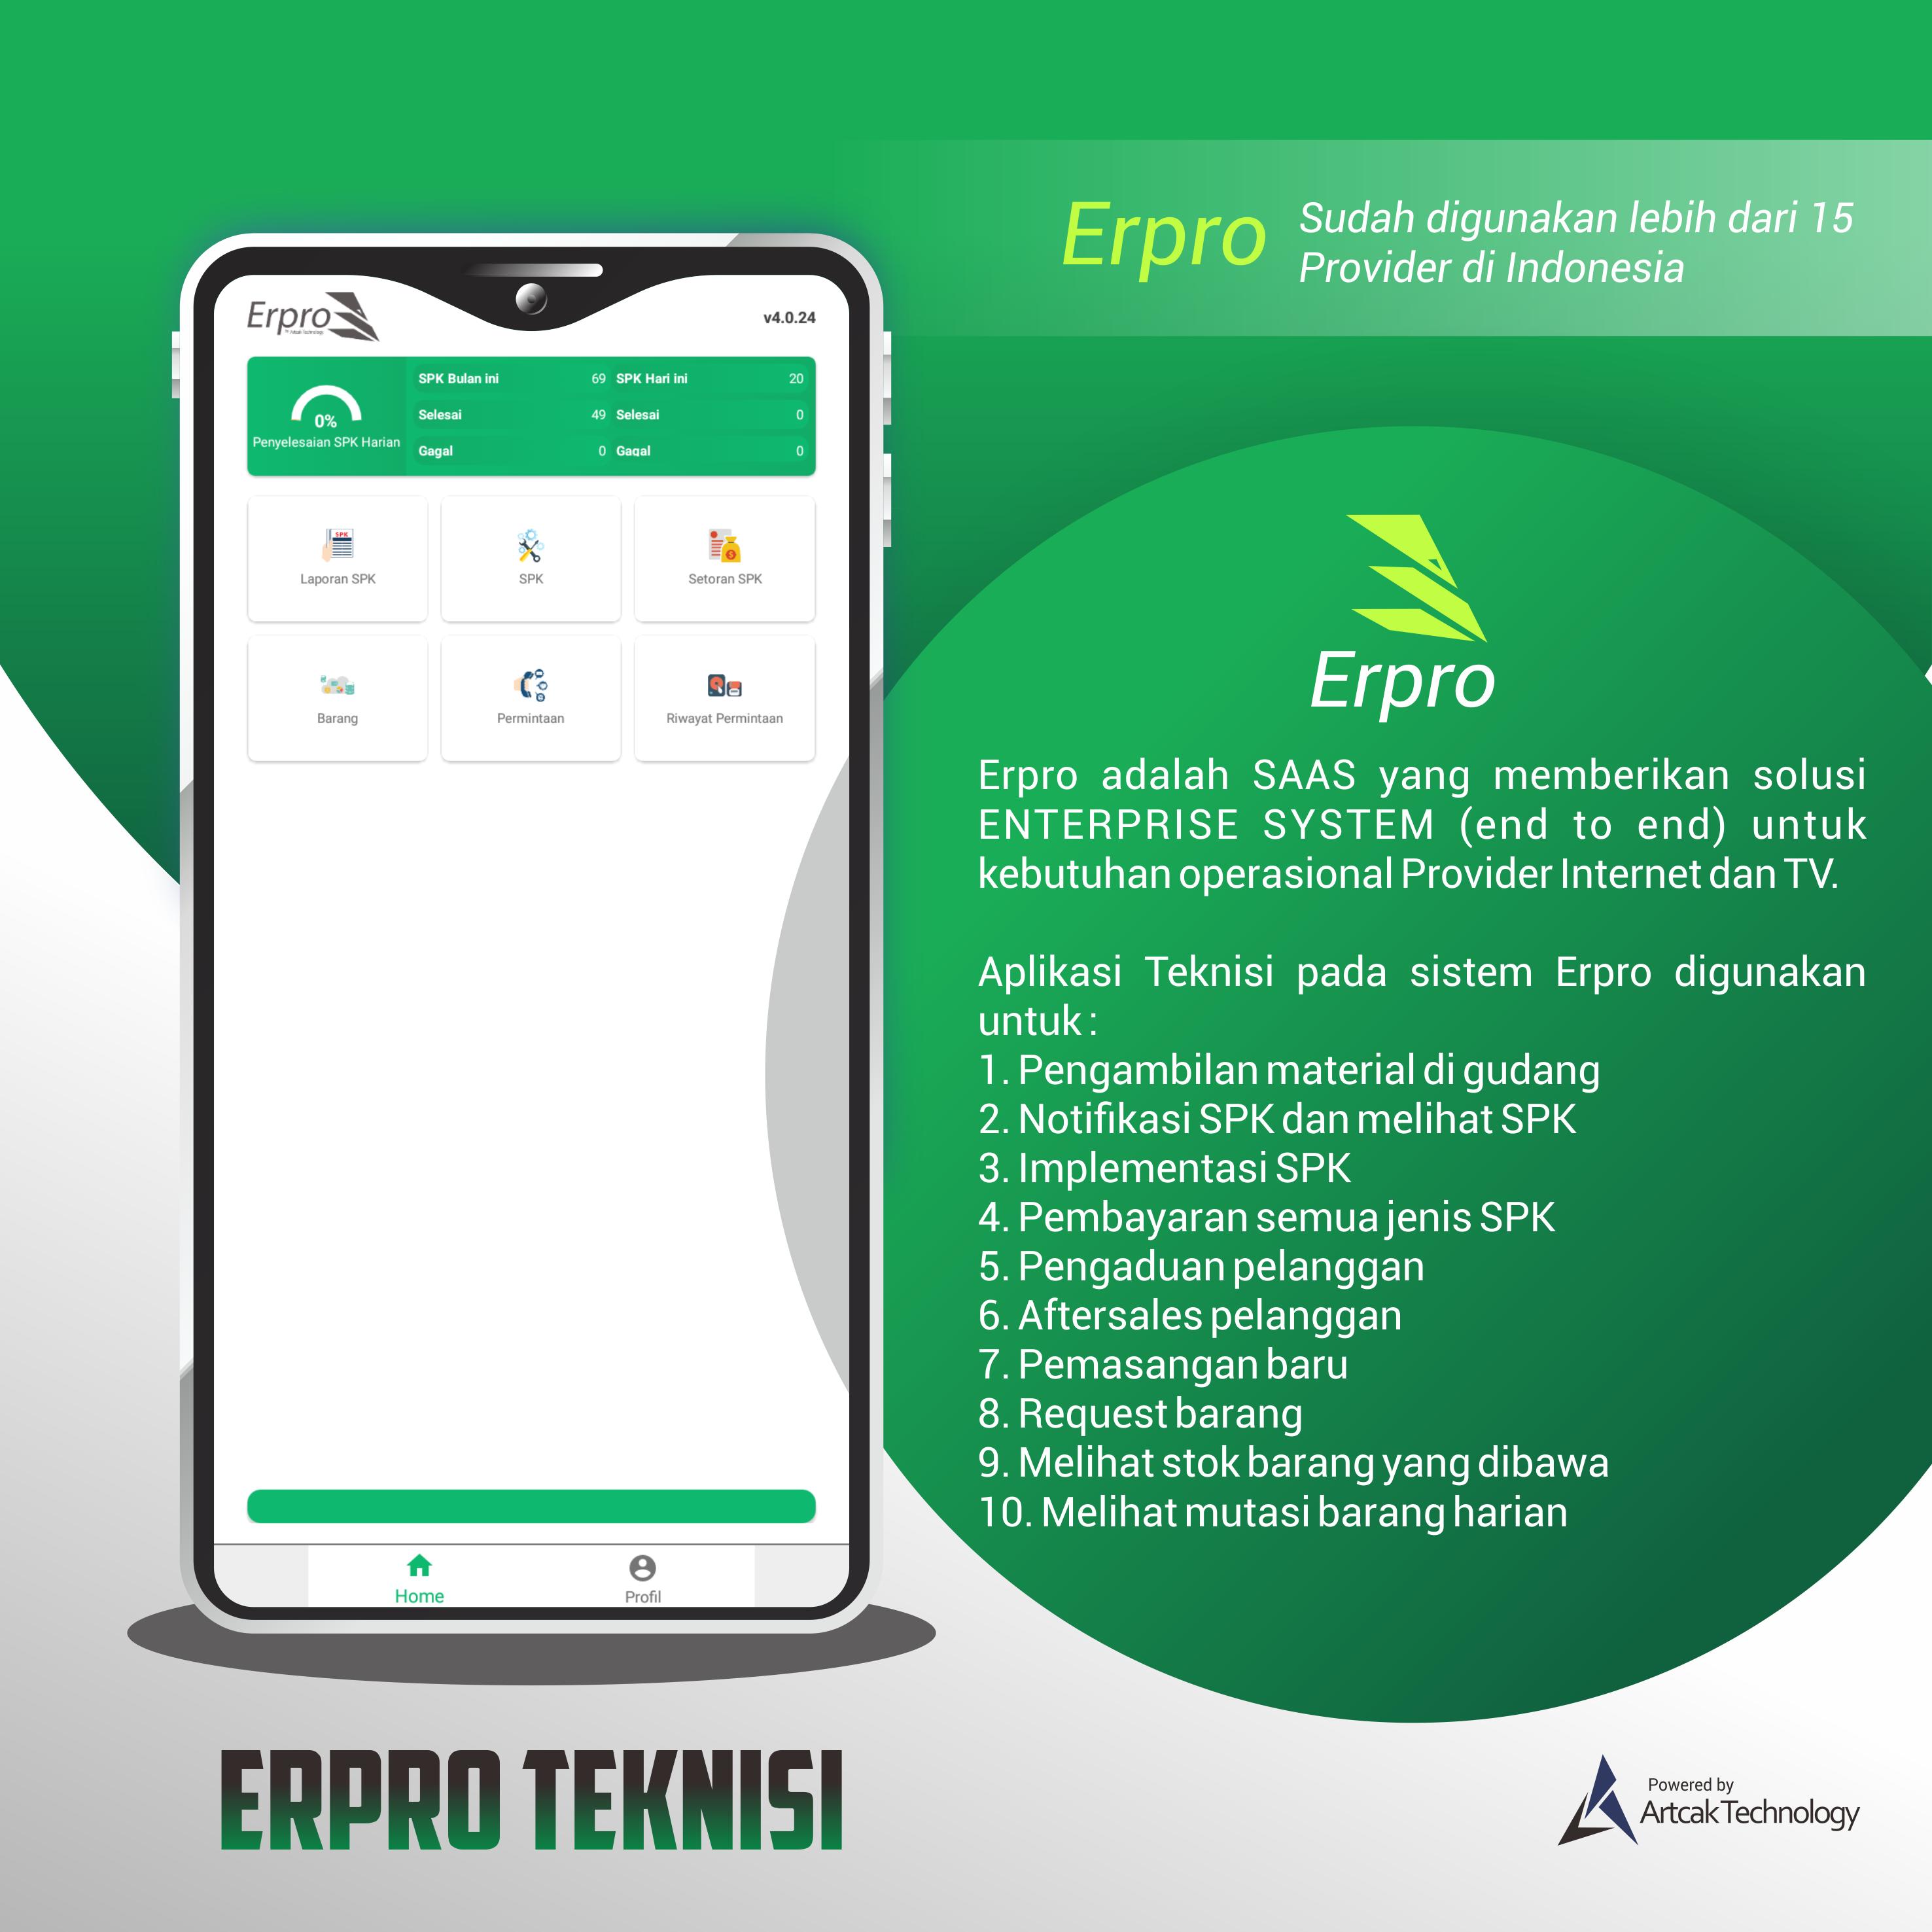 Erpro
Sudah digunakan lebih dari 15
Provider di Indonesia
Erpro
v4.0.24
0%
Penyelesaian SPK Harian
SPK Bulan ini 69 SPK Hari ini 20
Selesai 49 Selesai 0
Gagal 0 Gagal 0
SPK
Laporan SPK
SPK
Setoran SPK
Barang
Permintaan
Riwayat Permintaan
Home
Profil
Erpro
Erpro adalah SAAS yang memberikan solusi
ENTERPRISE SYSTEM (end to end) untuk
kebutuhan operasional Provider Internet dan TV.
Aplikasi Teknisi pada sistem Erpro digunakan
untuk :
1. Pengambilan material di gudang
2. Notifikasi SPK dan melihat SPK
3. Implementasi SPK
4. Pembayaran semua jenis SPK
5. Pengaduan pelanggan
6. Aftersales pelanggan
7. Pemasangan baru
8. Request barang
9. Melihat stok barang yang dibawa
10. Melihat mutasi barang harian
ERPRO TEKNISI
Powered by
Artcak Technology